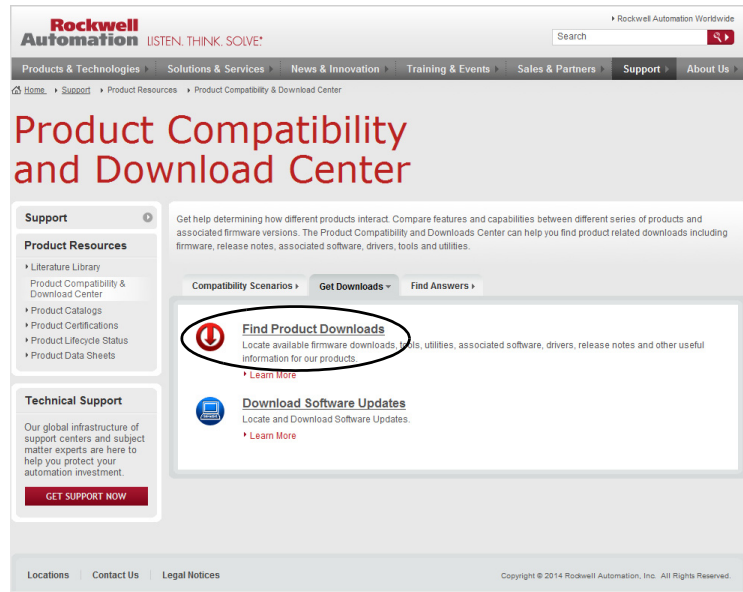 Rockwell Automation Worldwide
Rockwell
Automation LISTEN. THINK. SOLVE.®
Search
Products & Technologies Solutions & Services News & Innovation Training & Events Sales & Partners Support About Us
Home Support Product Resources Product Compatibility & Download Center
Product Compatibility
and Download Center
Support
Product Resources
Literature Library
Product Compatibility &
Download Center
Product Catalogs
Product Certifications
Product Lifecycle Status
Product Data Sheets
Technical Support
Our global infrastructure of
support centers and subject
matter experts are here to
help you protect your
automation investment.
GET SUPPORT NOW
Get help determining how different products interact. Compare features and capabilities between different series of products and
associated firmware versions. The Product Compatibility and Downloads Center can help you find product related downloads including
firmware, release notes, associated software, drivers, tools and utilities.
Compatibility Scenarios Get Downloads Find Answers
Find Product Downloads
Locate available firmware downloads, tools, utilities, associated software, drivers, release notes and other useful
information for our products.
Learn More
Download Software Updates
Locate and Download Software Updates.
Learn More
Locations Contact Us Legal Notices
Copyright © 2014 Rockwell Automation, Inc. All Rights Reserved.